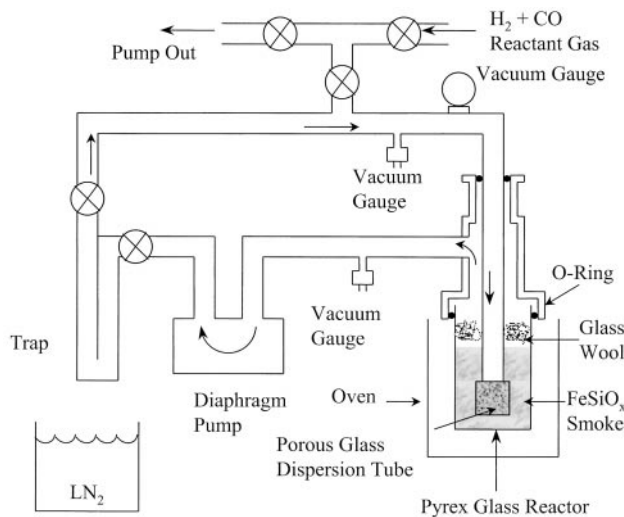 H₂ + CO
Pump Out
Reactant Gas
Vacuum Gauge
Vacuum
Gauge
O-Ring
Vacuum
Gauge
Glass
Wool
Trap
Diaphragm
Pump
Oven
FeSiOₓ
Smoke
Porous Glass
Dispersion Tube
LN₂
Pyrex Glass Reactor